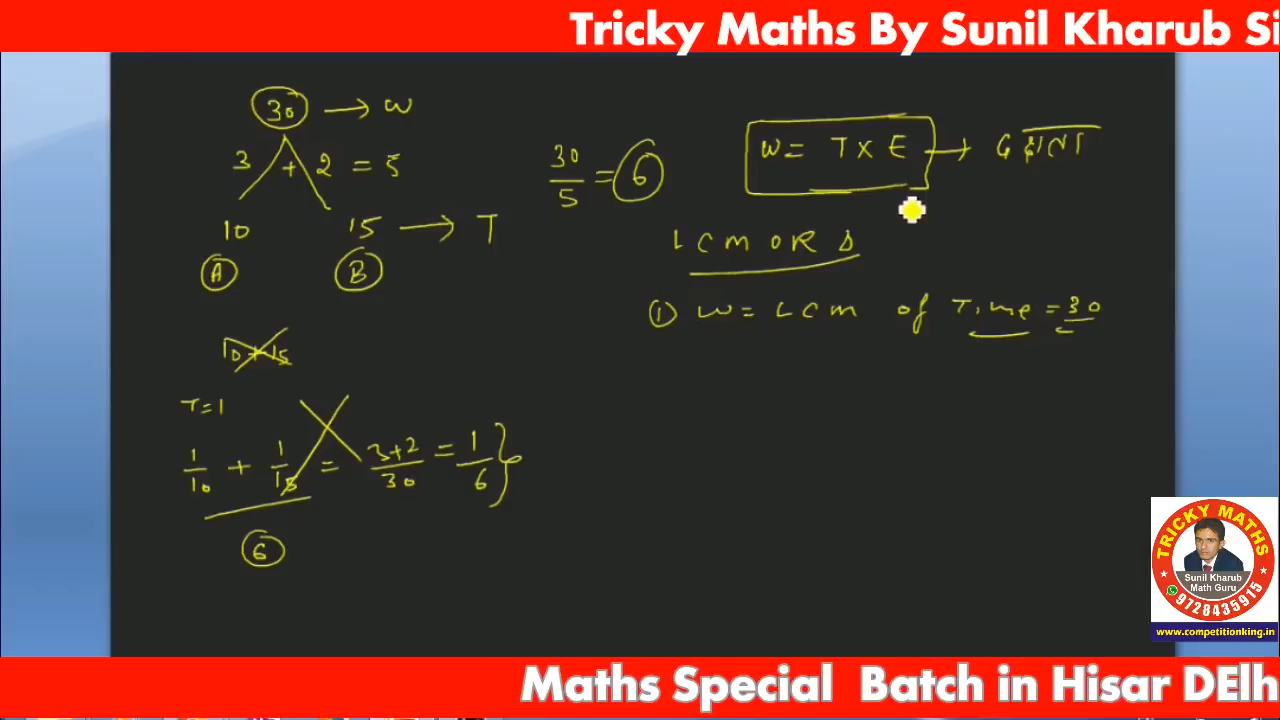 Tricky Maths By Sunil Kharub Si
30 → W
3 + 2 = 5
10 15 → T
A B
30/5 = 6
W = T × E →
LCM OR
① W = LCM of Time = 30
10 + 15
T = 1
1/10 + 1/15 = 3+2/30 = 1/6
6
TRICKY MATHS
Sunil Kharub
Math Guru
9728435915
www.competitionking.in
Maths Special Batch in Hisar DElh